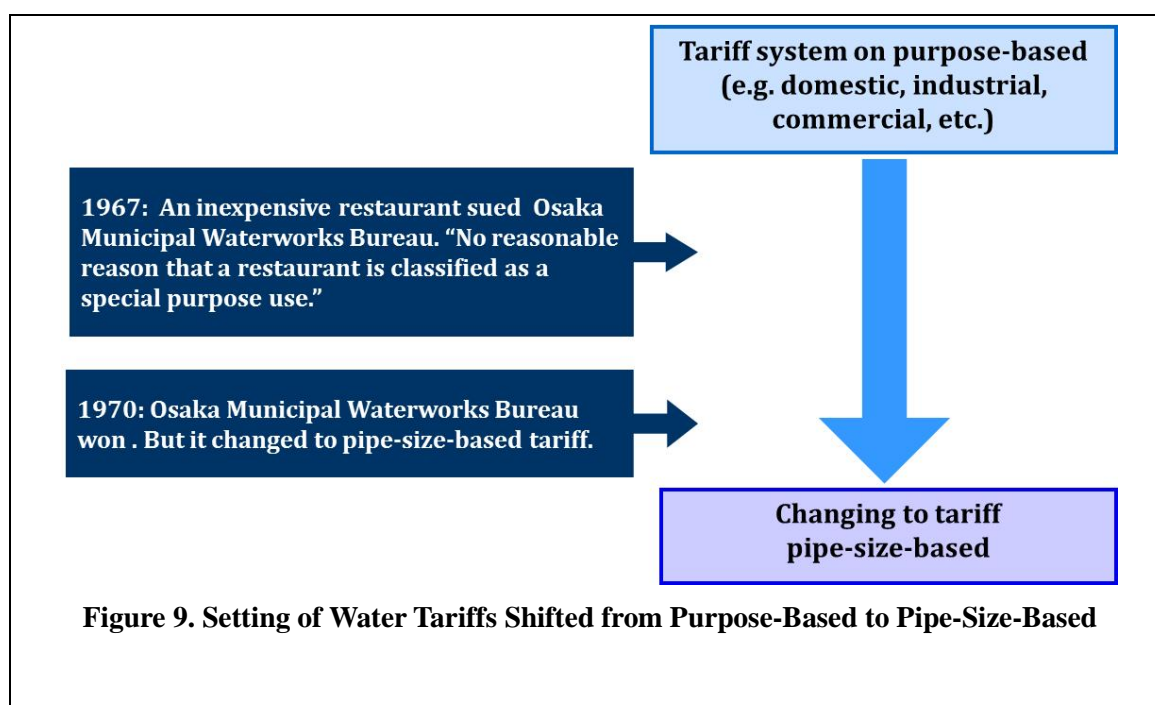 Tariff system on purpose-based
(e.g. domestic, industrial,
commercial, etc.)
1967:  An inexpensive restaurant sued  Osaka
Municipal Waterworks Bureau. “No reasonable
reason that a restaurant is classified as a
special purpose use.”
1970: Osaka Municipal Waterworks Bureau
won . But it changed to pipe-size-based tariff.
Changing to tariff
pipe-size-based
Figure 9. Setting of Water Tariffs Shifted from Purpose-Based to Pipe-Size-Based